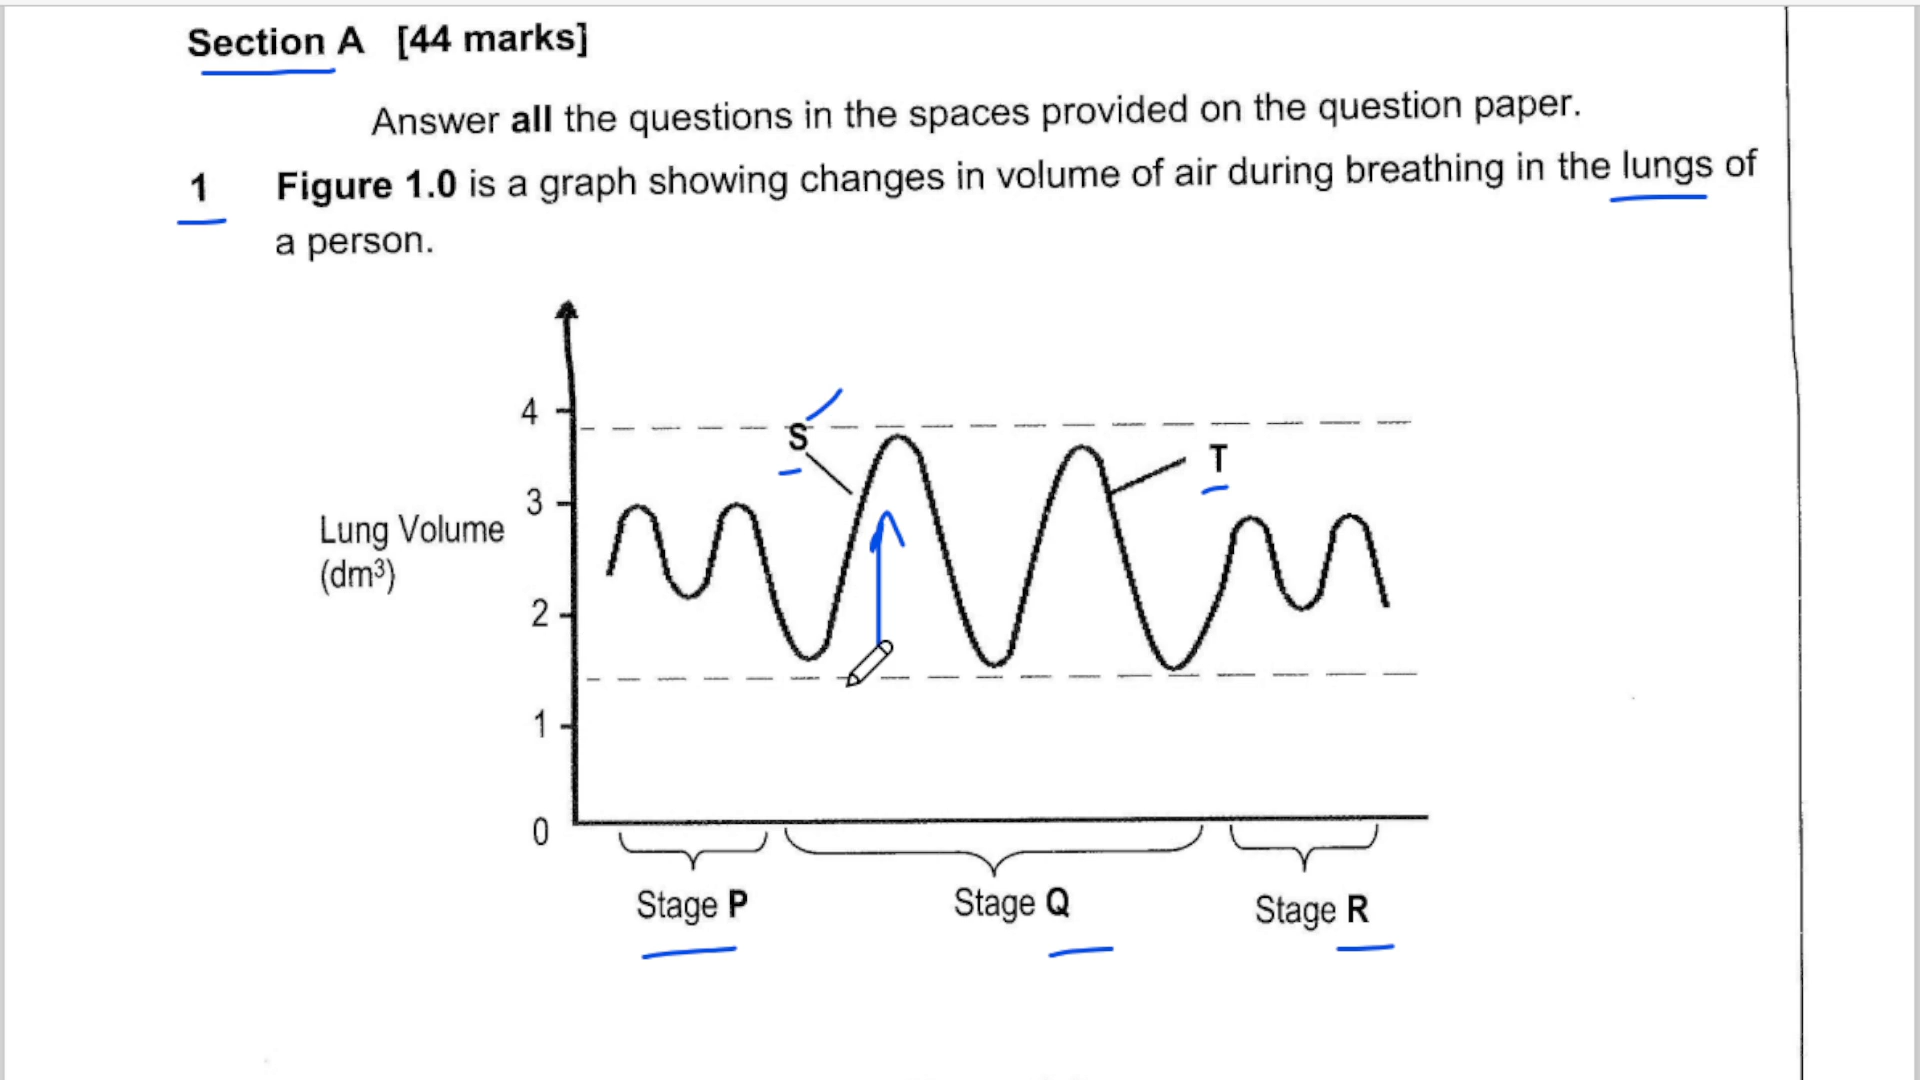 Section A [44 marks]
Answer all the questions in the spaces provided on the question paper.
1 Figure 1.0 is a graph showing changes in volume of air during breathing in the lungs of
a person.
4
S
T
3
Lung Volume
(dm³)
2
1
0
Stage P Stage Q Stage R